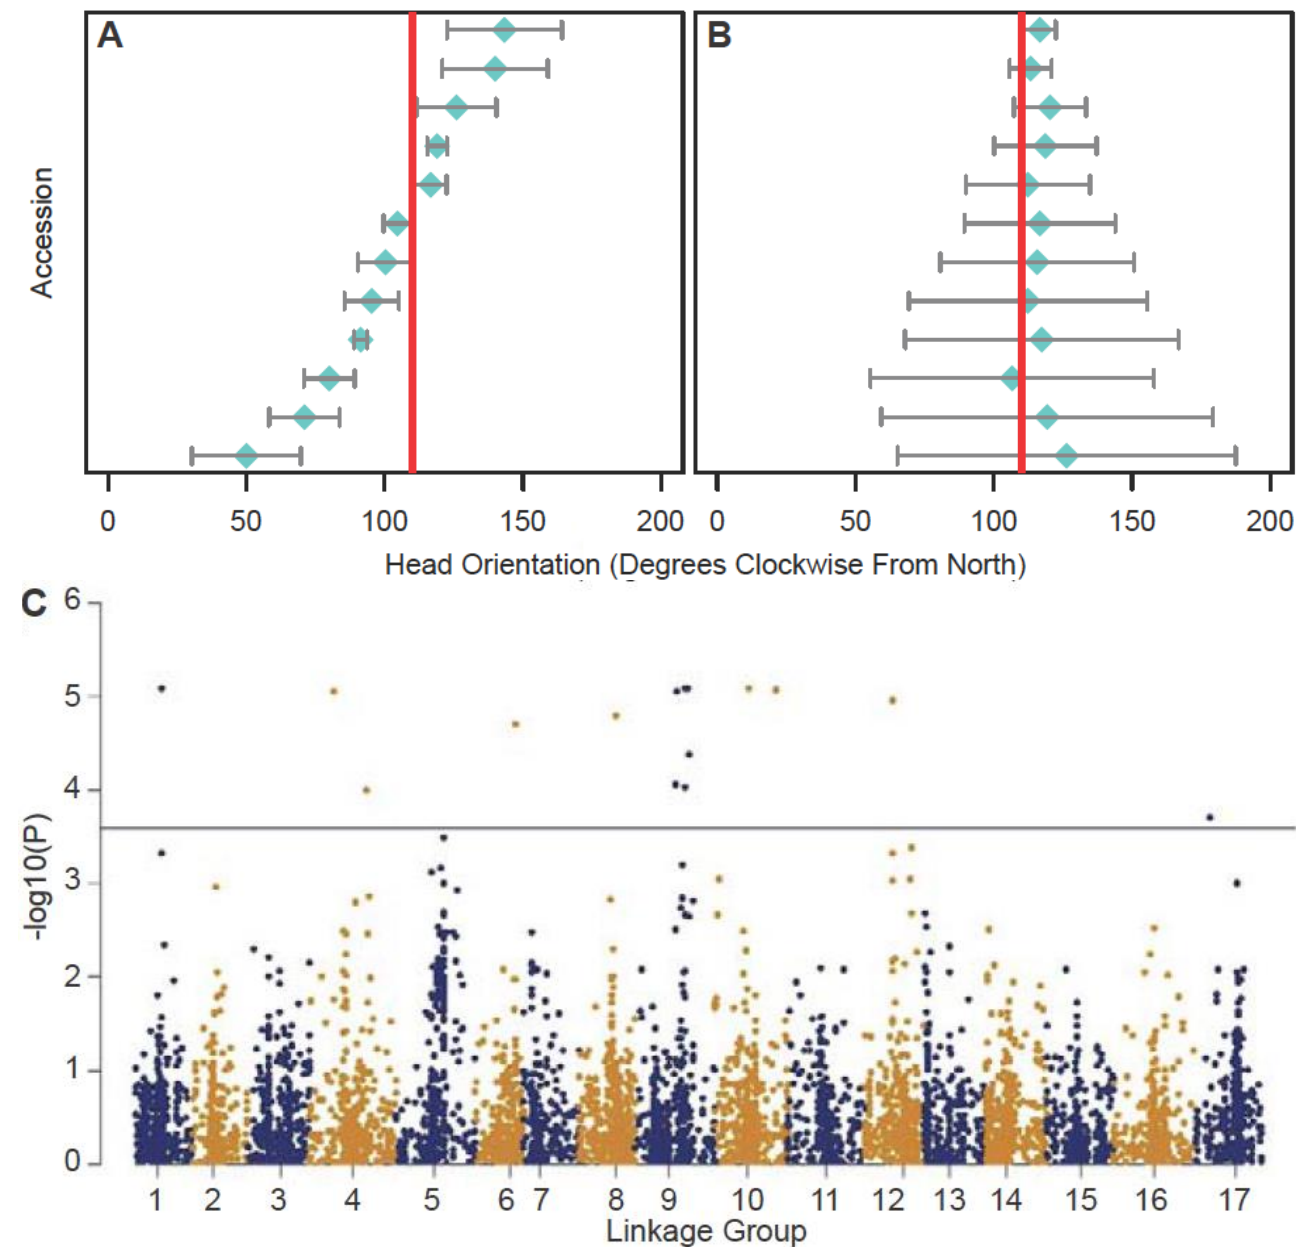 A
B
Accession
0 50 100 150 200 0 50 100 150 200
Head Orientation (Degrees Clockwise From North)
C
6
5
4
3
2
1
0
-log10(P)
1 2 3 4 5 6 7 8 9 10 11 12 13 14 15 16 17
Linkage Group